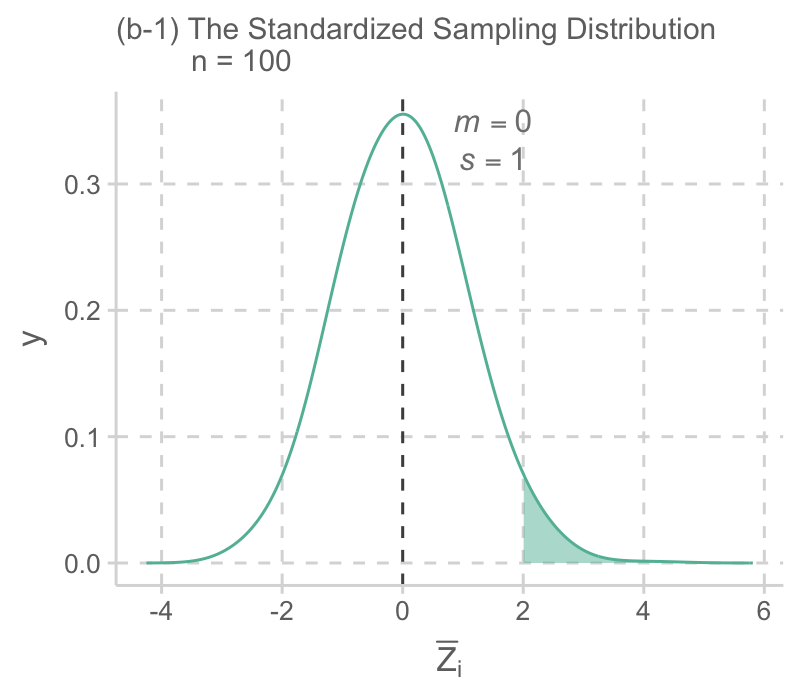 (b-1) The Standardized Sampling Distribution
n = 100
m = 0
s = 1
y
0.3
0.2
0.1
0.0
-4 -2 0 2 4 6
Z̅i